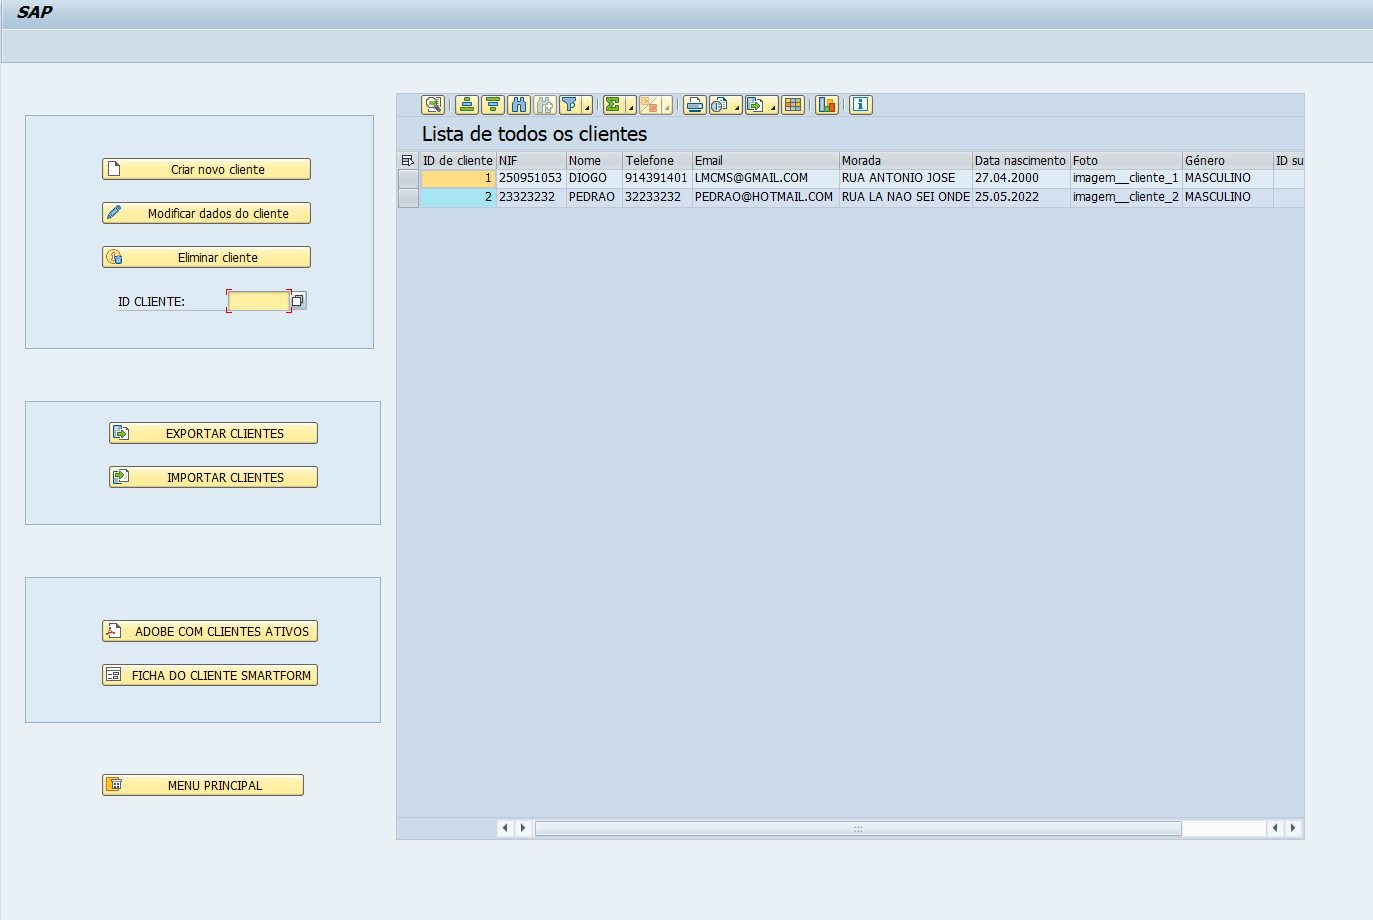 SAP
Criar novo cliente
Modificar dados do cliente
Eliminar cliente
ID CLIENTE:
EXPORTAR CLIENTES
IMPORTAR CLIENTES
ADOBE COM CLIENTES ATIVOS
FICHA DO CLIENTE SMARTFORM
MENU PRINCIPAL
Lista de todos os clientes
ID de cliente NIF Nome Telefone Email Morada Data nascimento Foto Género ID su
1 250951053 DIOGO 914391401 LMCMS@GMAIL.COM RUA ANTONIO JOSE 27.04.2000 imagem__cliente_1 MASCULINO
2 23323232 PEDRAO 32233232 PEDRAO@HOTMAIL.COM RUA LA NAO SEI ONDE 25.05.2022 imagem__cliente_2 MASCULINO